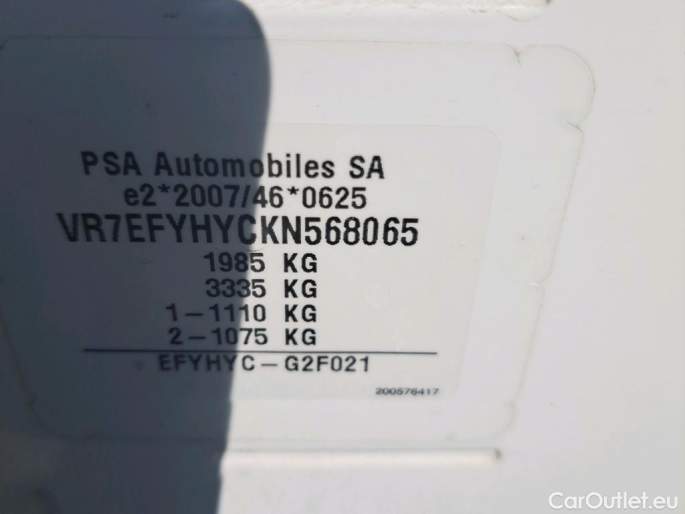 PSA Automobiles SA
e2*2007/46*0625
VR7EFYHYCKN568065
1985 KG
3335 KG
1-1110 KG
2-1075 KG
EFYHYC-G2F021
200576417
CarOutlet.eu